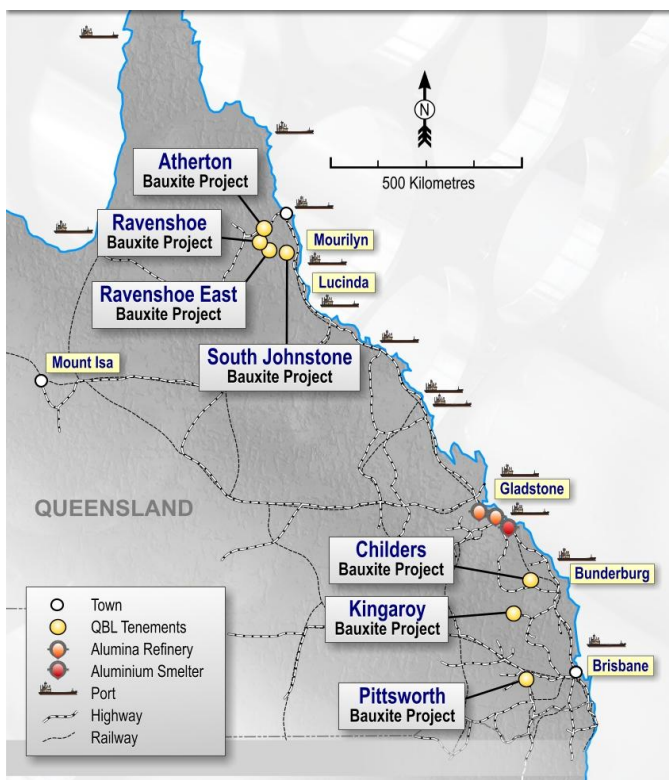 N
500 Kilometres
Atherton
Bauxite Project
Ravenshoe
Bauxite Project
Mourilyn
Ravenshoe East
Bauxite Project
Lucinda
South Johnstone
Bauxite Project
Mount Isa
Gladstone
QUEENSLAND
Childers
Bauxite Project
Bunderburg
Kingaroy
Bauxite Project
Brisbane
Pittsworth
Bauxite Project
Town
QBL Tenements
Alumina Refinery
Aluminium Smelter
Port
Highway
Railway